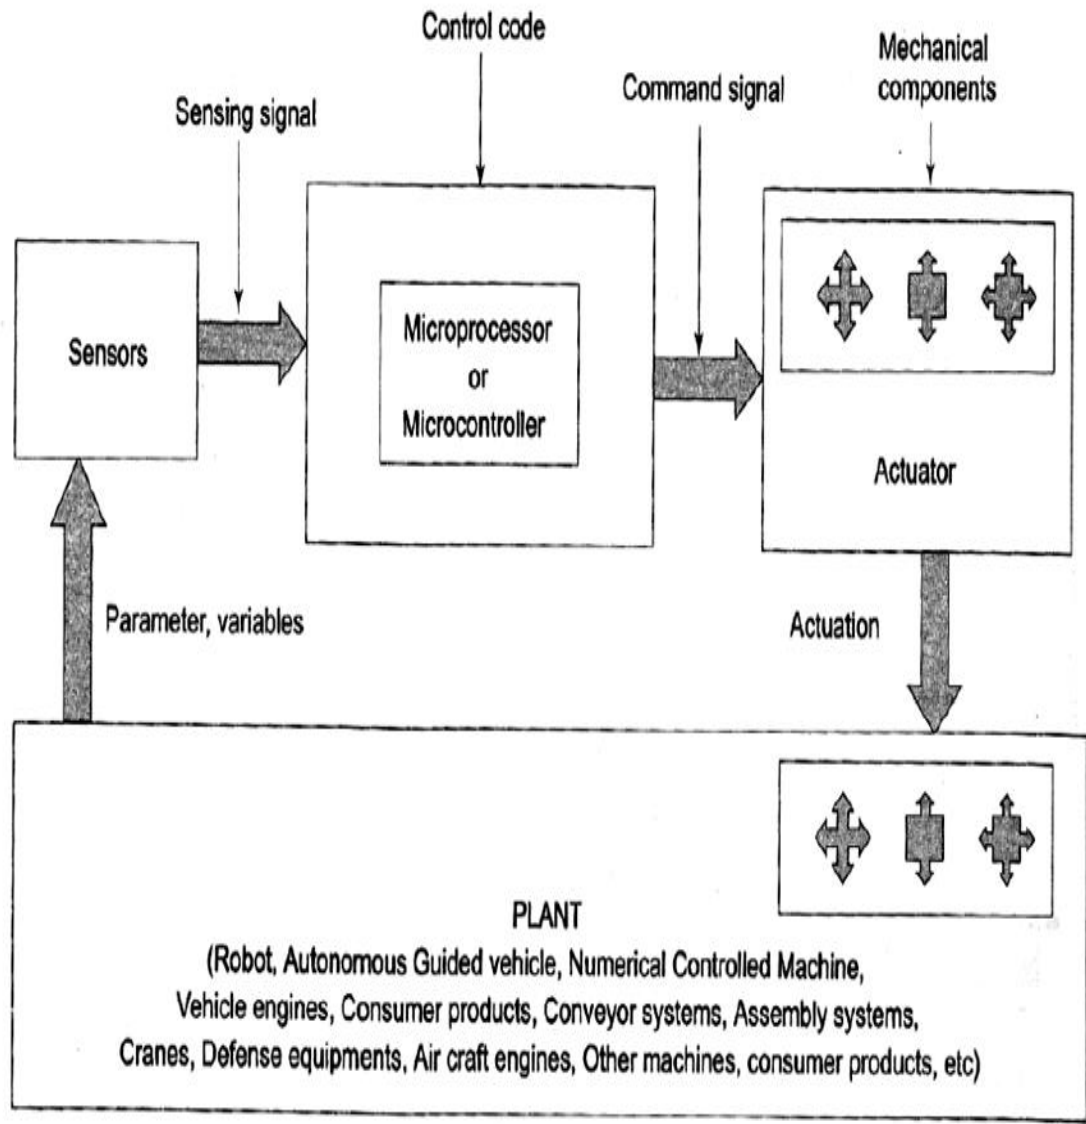 Control code
Mechanical
components
Command signal
Sensing signal
Sensors
Microprocessor
or
Microcontroller
Actuator
Parameter, variables
Actuation
PLANT
(Robot, Autonomous Guided vehicle, Numerical Controlled Machine,
Vehicle engines, Consumer products, Conveyor systems, Assembly systems,
Cranes, Defense equipments, Air craft engines, Other machines, consumer products, etc)